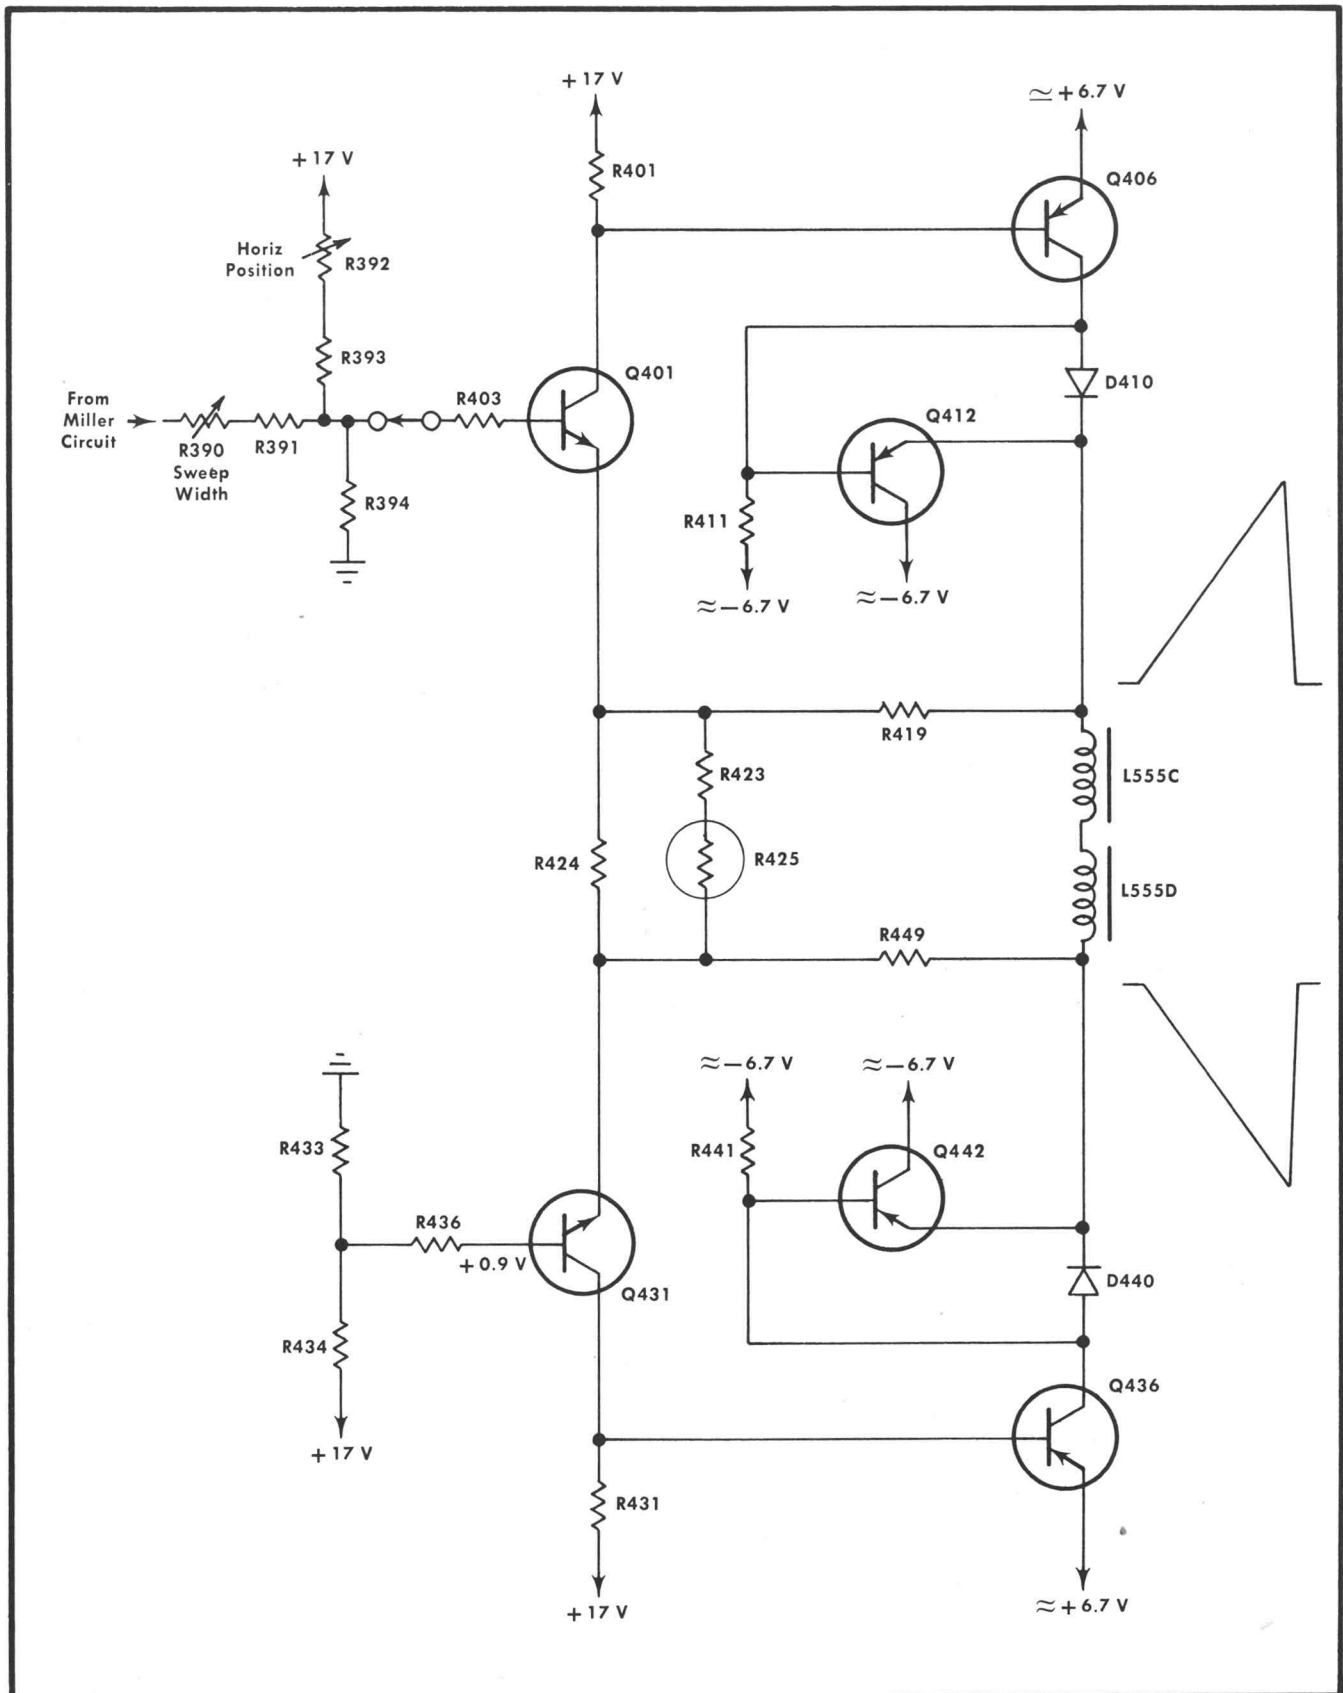 + 17 V
≃ + 6.7 V
R401
Q406
+ 17 V
Horiz
Position
R392
R393
Q401
D410
From
Miller
Circuit
R403
Q412
R390
Sweep
Width
R391
R394
R411
≈ – 6.7 V
≈ – 6.7 V
R419
R423
L555C
R424
R425
L555D
R449
≈ – 6.7 V
≈ – 6.7 V
R433
R441
Q442
R436
+ 0.9 V
Q431
D440
R434
Q436
+ 17 V
R431
+ 17 V
≈ + 6.7 V